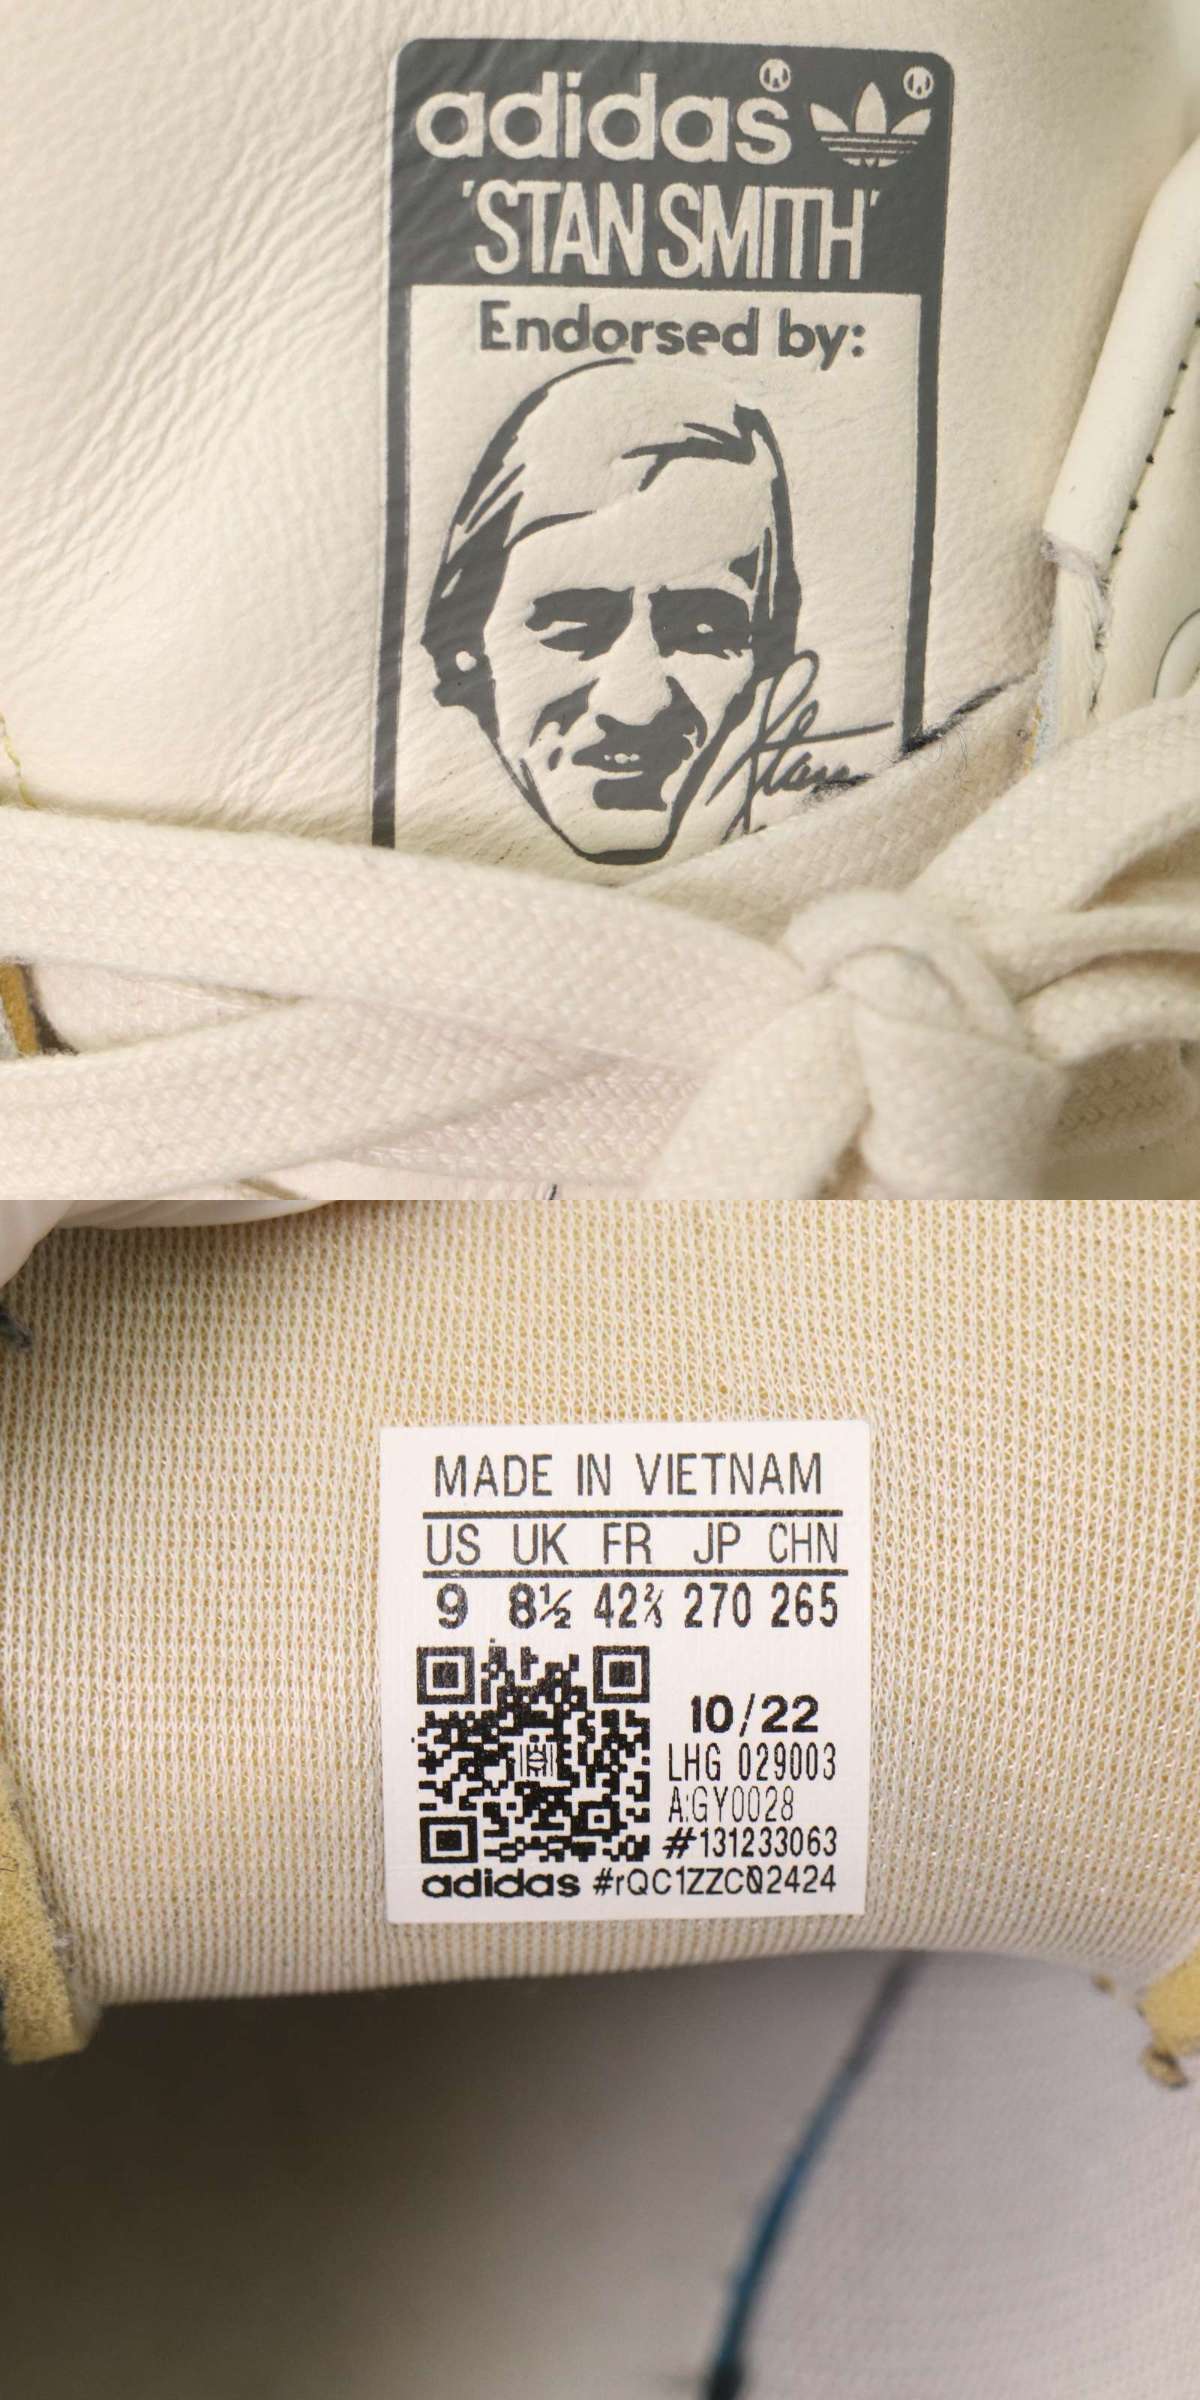 adidas® ®
'STAN SMITH'
Endorsed by:
Stan
MADE IN VIETNAM
US UK FR JP CHN
9 8½ 42⅔ 270 265
10/22
LHG 029003
A:GY0028
#131233063
adidas #rQC1ZZC02424